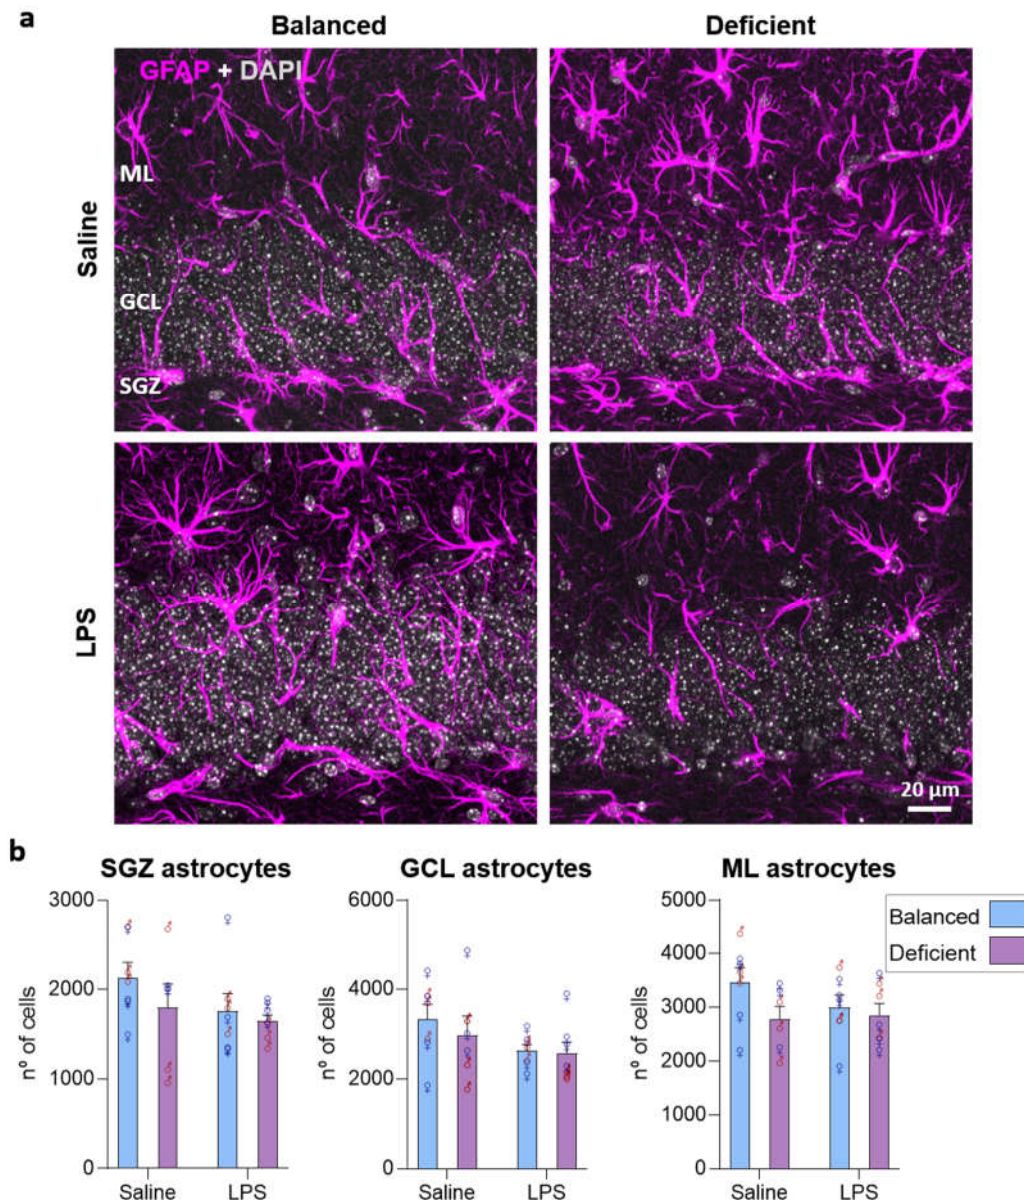 a
Balanced
Deficient
GFAP + DAPI
ML
GCL
SGZ
Saline
LPS
20 µm
b
SGZ astrocytes
GCL astrocytes
ML astrocytes
Balanced
Deficient
nº of cells
3000
2000
1000
0
Saline
LPS
nº of cells
6000
4000
2000
0
Saline
LPS
nº of cells
5000
4000
3000
2000
1000
0
Saline
LPS